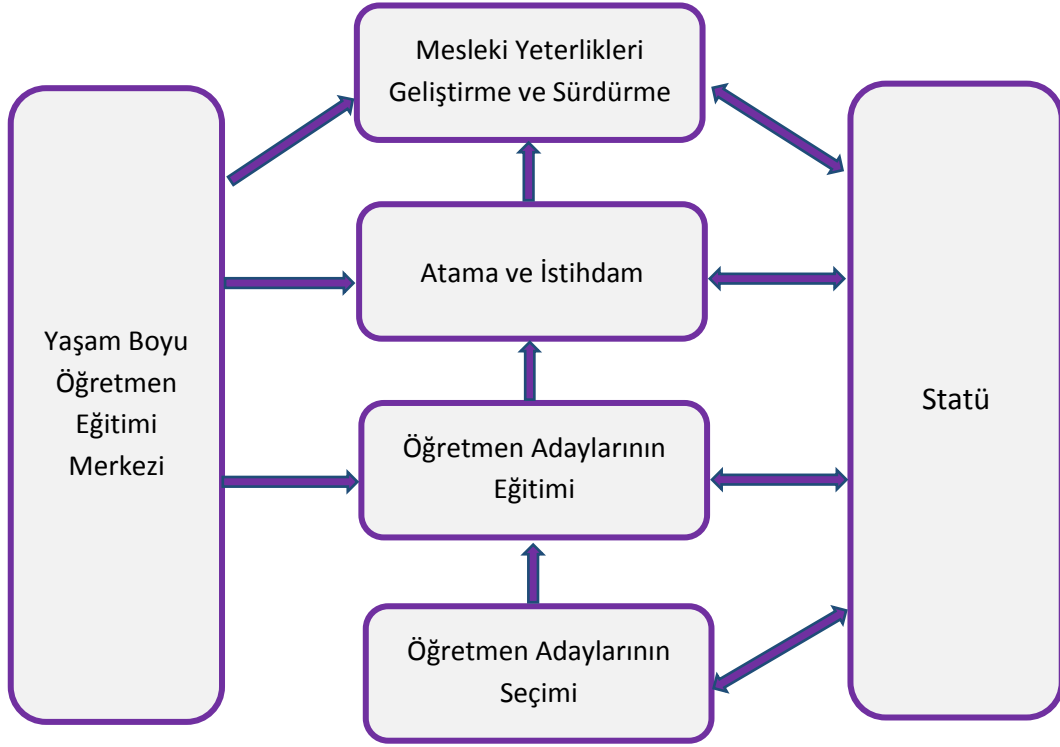 Mesleki Yeterlikleri
Geliştirme ve Sürdürme
Atama ve İstihdam
Yaşam Boyu
Öğretmen
Eğitimi
Merkezi
Statü
Öğretmen Adaylarının
Eğitimi
Öğretmen Adaylarının
Seçimi